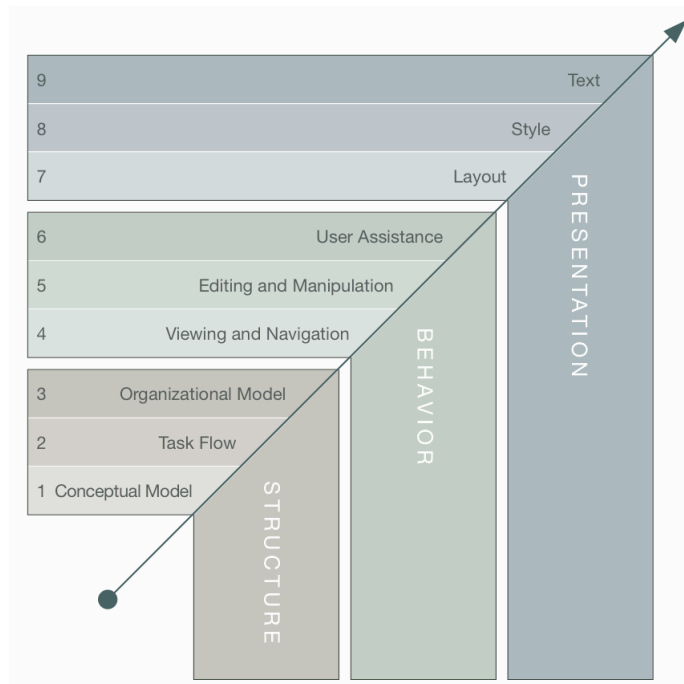 9 Text
8 Style
7 Layout
6 User Assistance
5 Editing and Manipulation
4 Viewing and Navigation
3 Organizational Model
2 Task Flow
1 Conceptual Model
STRUCTURE
BEHAVIOR
PRESENTATION